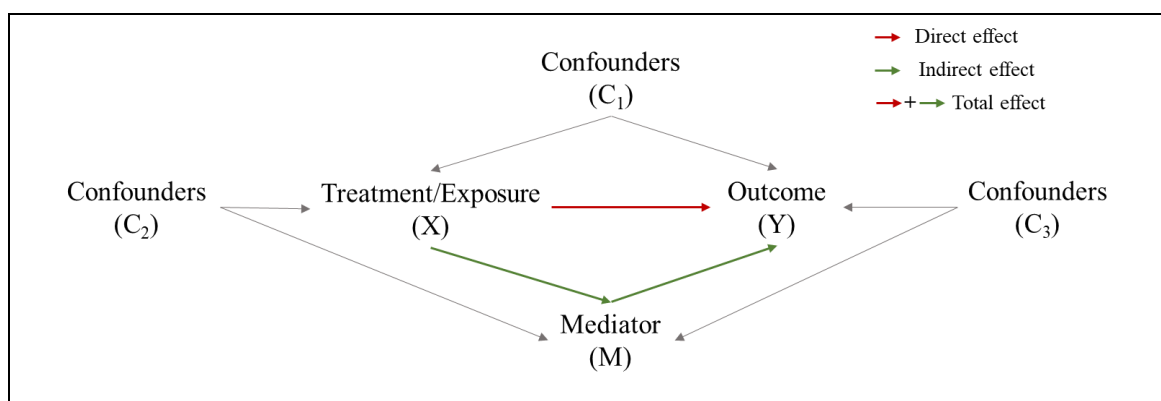 Direct effect
Indirect effect
+ Total effect
Confounders
(C₁)
Confounders
(C₂)
Treatment/Exposure
(X)
Outcome
(Y)
Confounders
(C₃)
Mediator
(M)